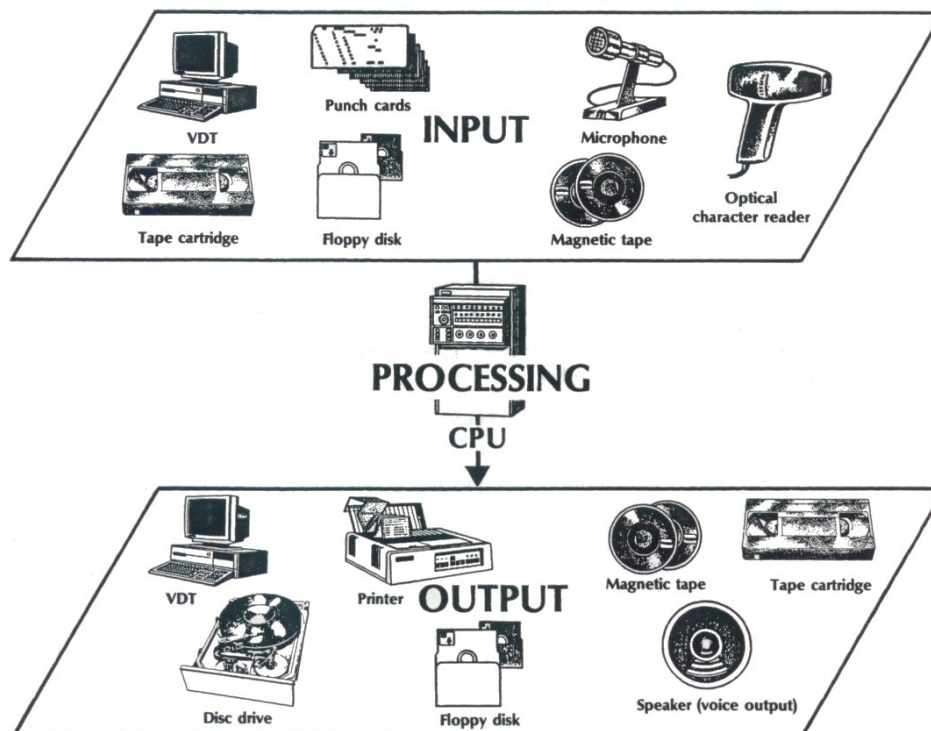 VDT
Punch cards
INPUT
Microphone
Optical
character reader
Tape cartridge
Floppy disk
Magnetic tape
PROCESSING
CPU
VDT
Printer
OUTPUT
Magnetic tape
Tape cartridge
Disc drive
Floppy disk
Speaker (voice output)